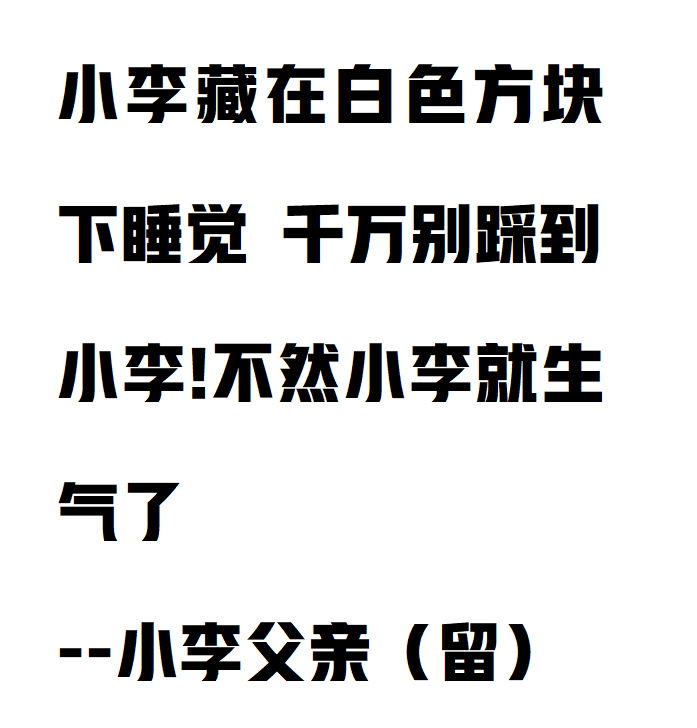 小李藏在白色方块
下睡觉 千万别踩到
小李!不然小李就生
气了
--小李父亲（留）